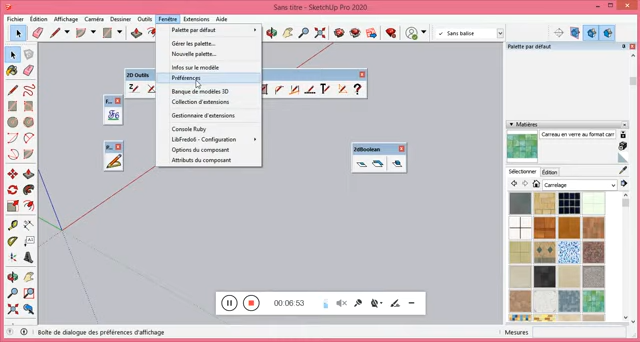 Sans titre - SketchUp Pro 2020
Fichier Édition Affichage Caméra Dessiner Outils Fenêtre Extensions Aide
Sans balise
Palette par défaut
Gérer les palette...
Nouvelle palette...
Infos sur le modèle
Préférences
Banque de modèles 3D
Collection d'extensions
Gestionnaire d'extensions
Console Ruby
LibFredo6 - Configuration
Options du composant
Attributs du composant
2D Outils
F...
R...
2dBoolean
Palette par défaut
Matières
Carreau en verre au format carr
Sélectionner Édition
Carrelage
00:06:53
Boîte de dialogue des préférences d'affichage
Mesures